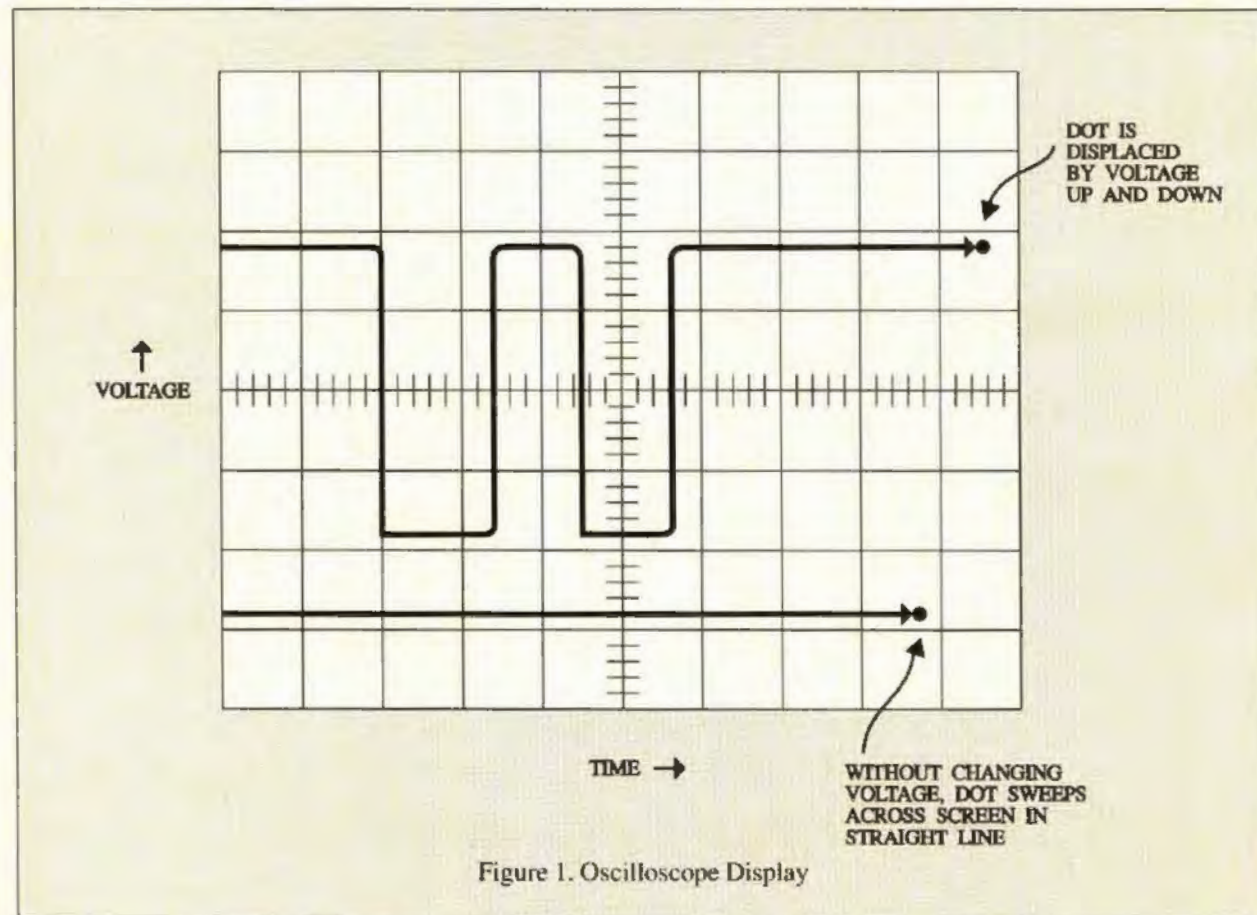 DOT IS
DISPLACED
BY VOLTAGE
UP AND DOWN
VOLTAGE
TIME
WITHOUT CHANGING
VOLTAGE, DOT SWEEPS
ACROSS SCREEN IN
STRAIGHT LINE
Figure 1. Oscilloscope Display